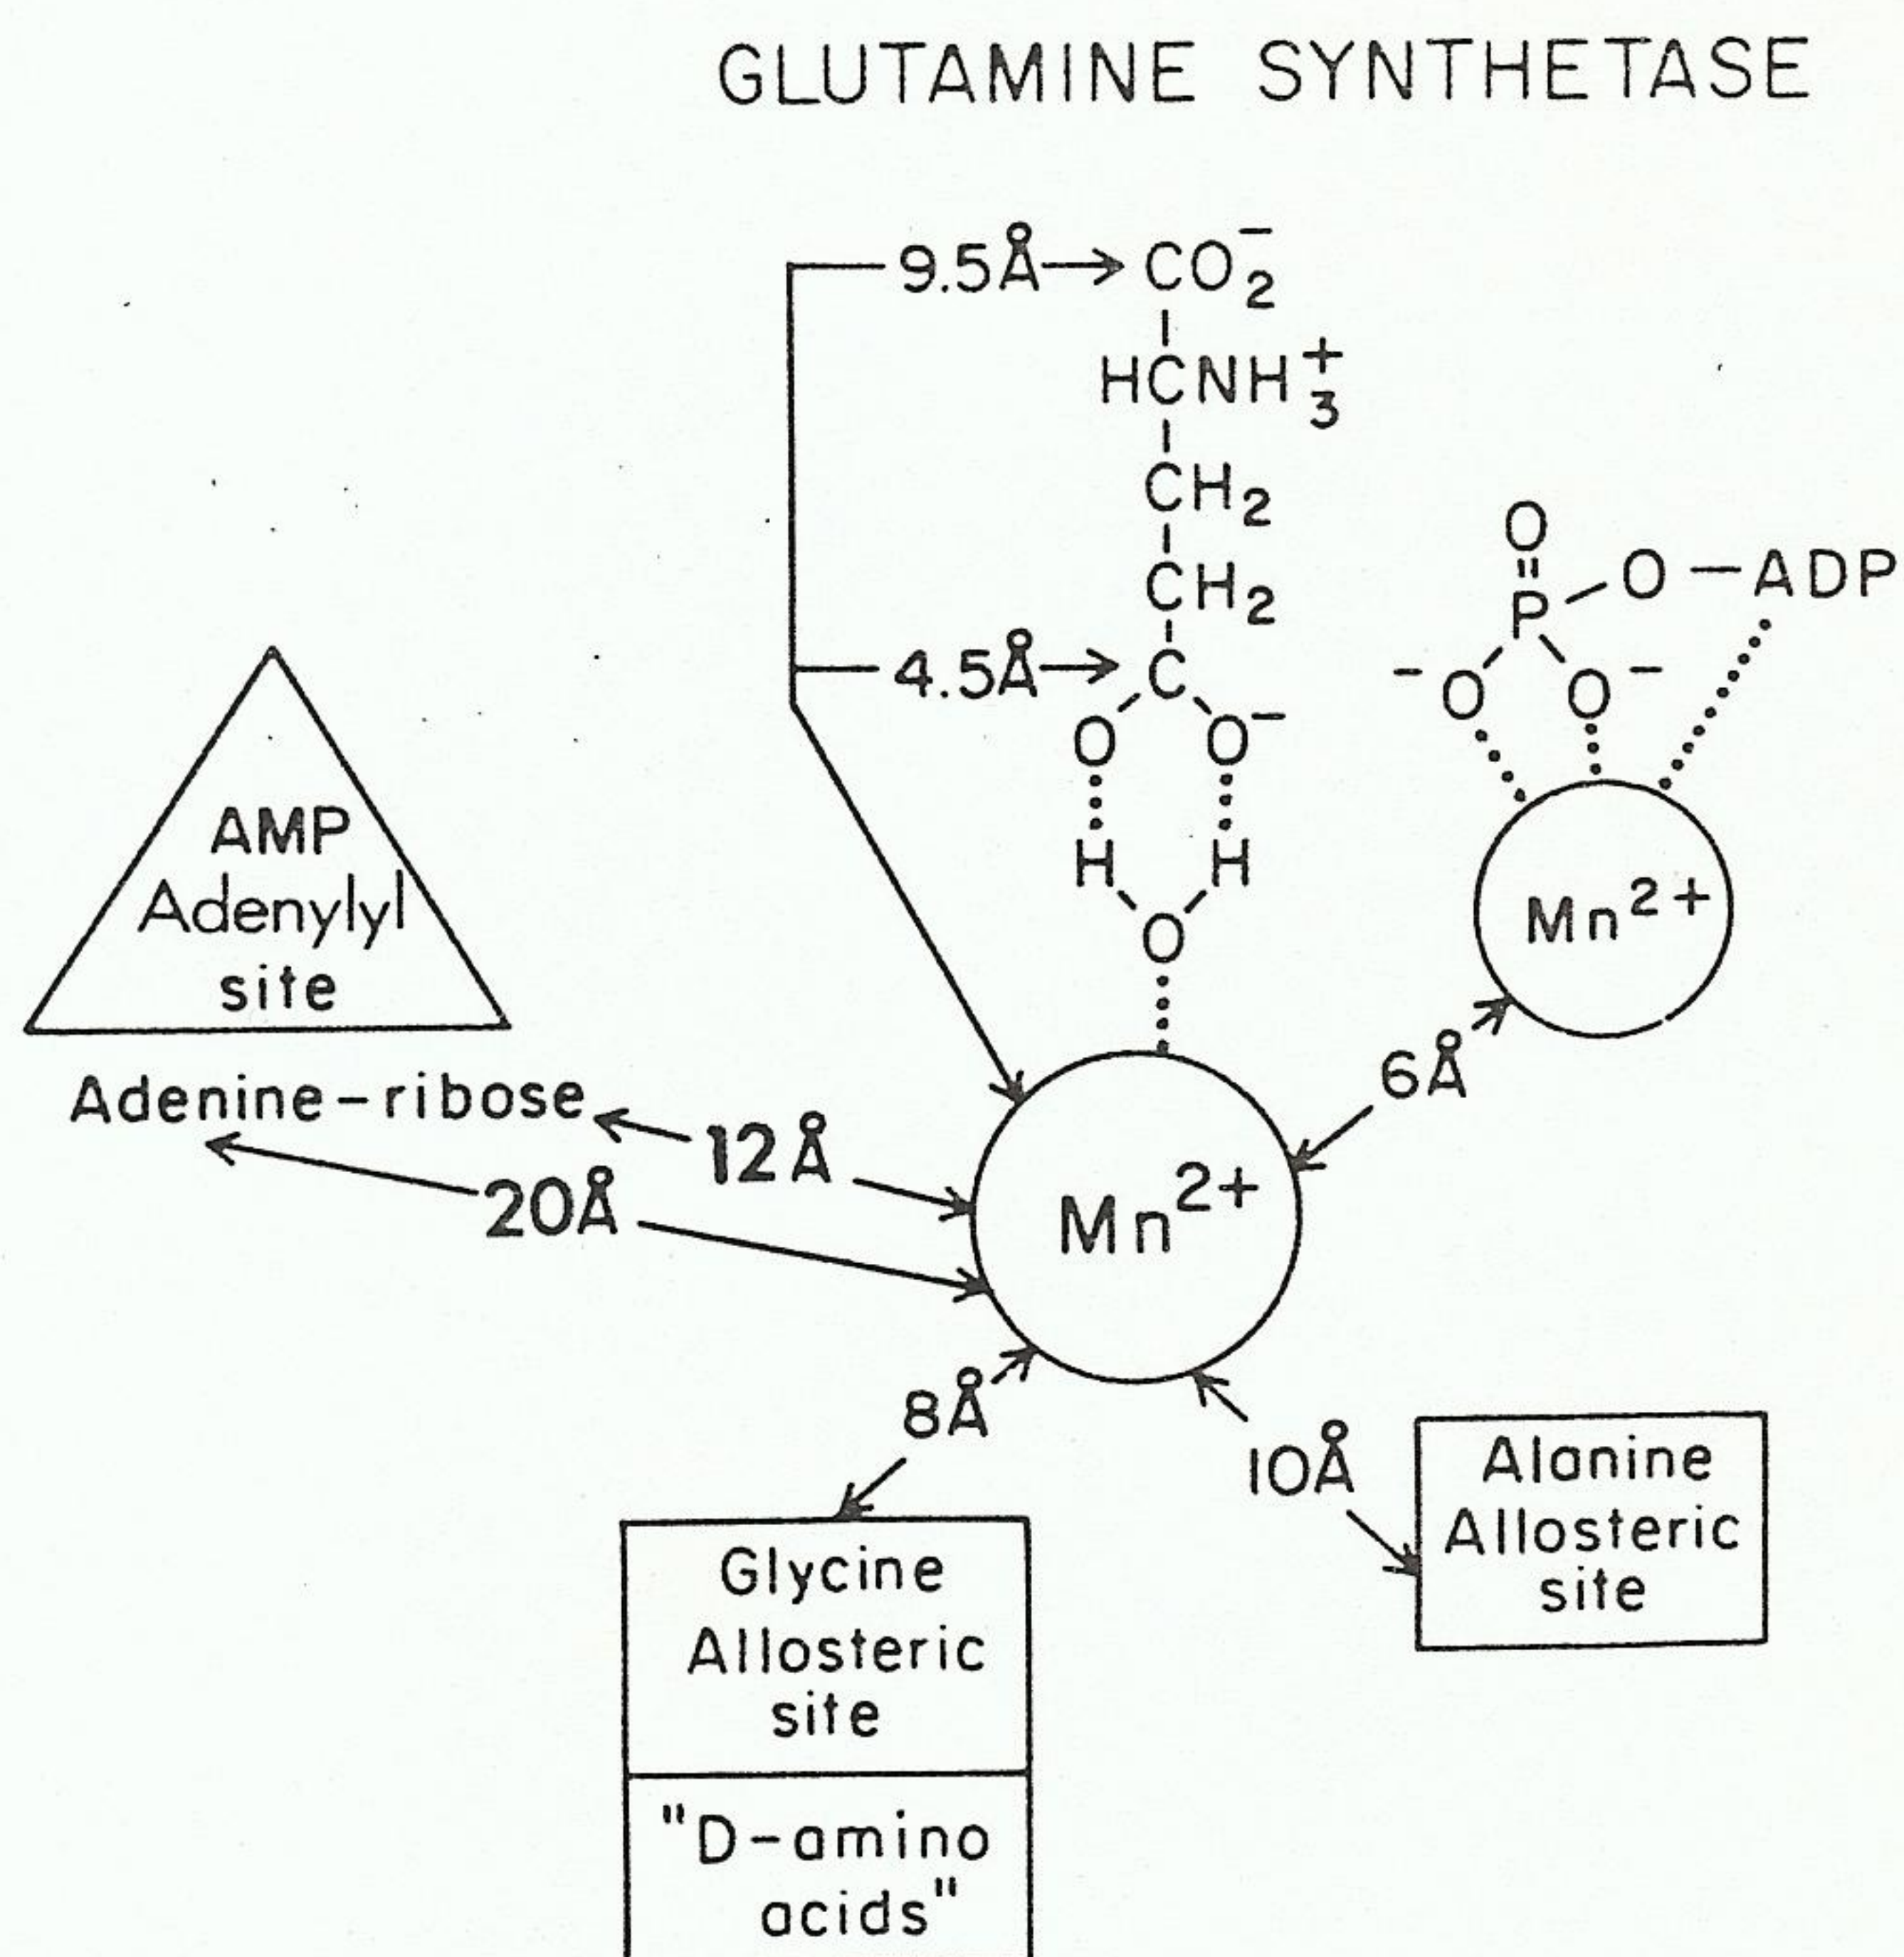 GLUTAMINE SYNTHETASE
9.5Å
CO₂⁻
HCNH₃⁺
CH₂
CH₂
4.5Å
C
O O⁻
H H
O
O
P O – ADP
⁻O O⁻
Mn²⁺
6Å
AMP
Adenylyl
site
Adenine–ribose
12Å
20Å
Mn²⁺
8Å
10Å
Alanine
Allosteric
site
Glycine
Allosteric
site
"D–amino
acids"